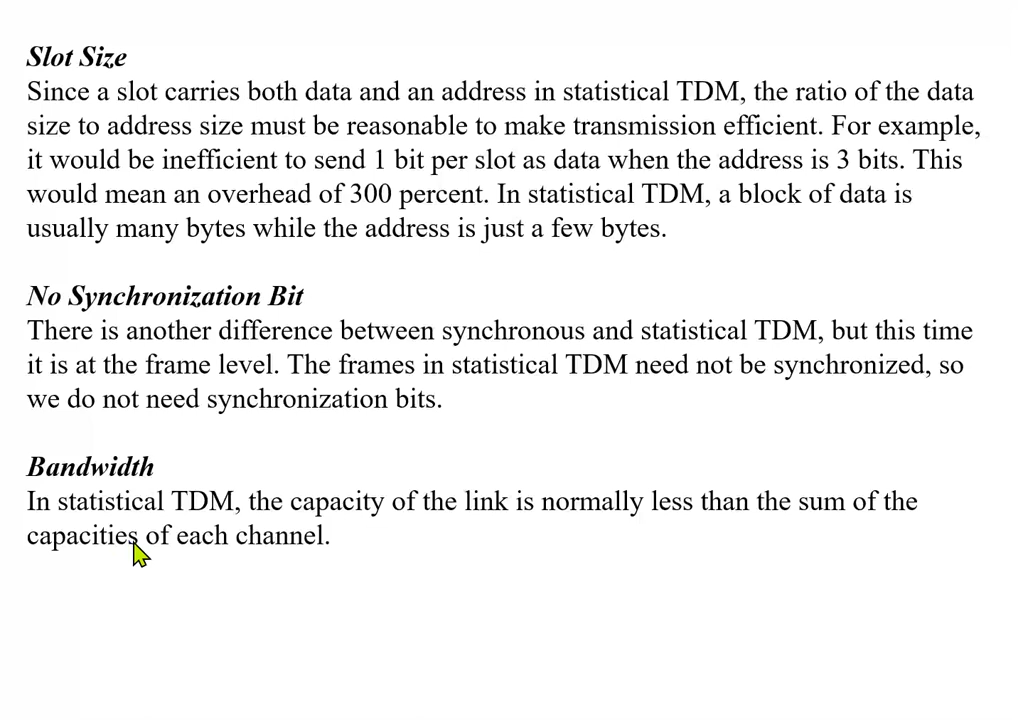 Slot Size
Since a slot carries both data and an address in statistical TDM, the ratio of the data
size to address size must be reasonable to make transmission efficient. For example,
it would be inefficient to send 1 bit per slot as data when the address is 3 bits. This
would mean an overhead of 300 percent. In statistical TDM, a block of data is
usually many bytes while the address is just a few bytes.
No Synchronization Bit
There is another difference between synchronous and statistical TDM, but this time
it is at the frame level. The frames in statistical TDM need not be synchronized, so
we do not need synchronization bits.
Bandwidth
In statistical TDM, the capacity of the link is normally less than the sum of the
capacities of each channel.